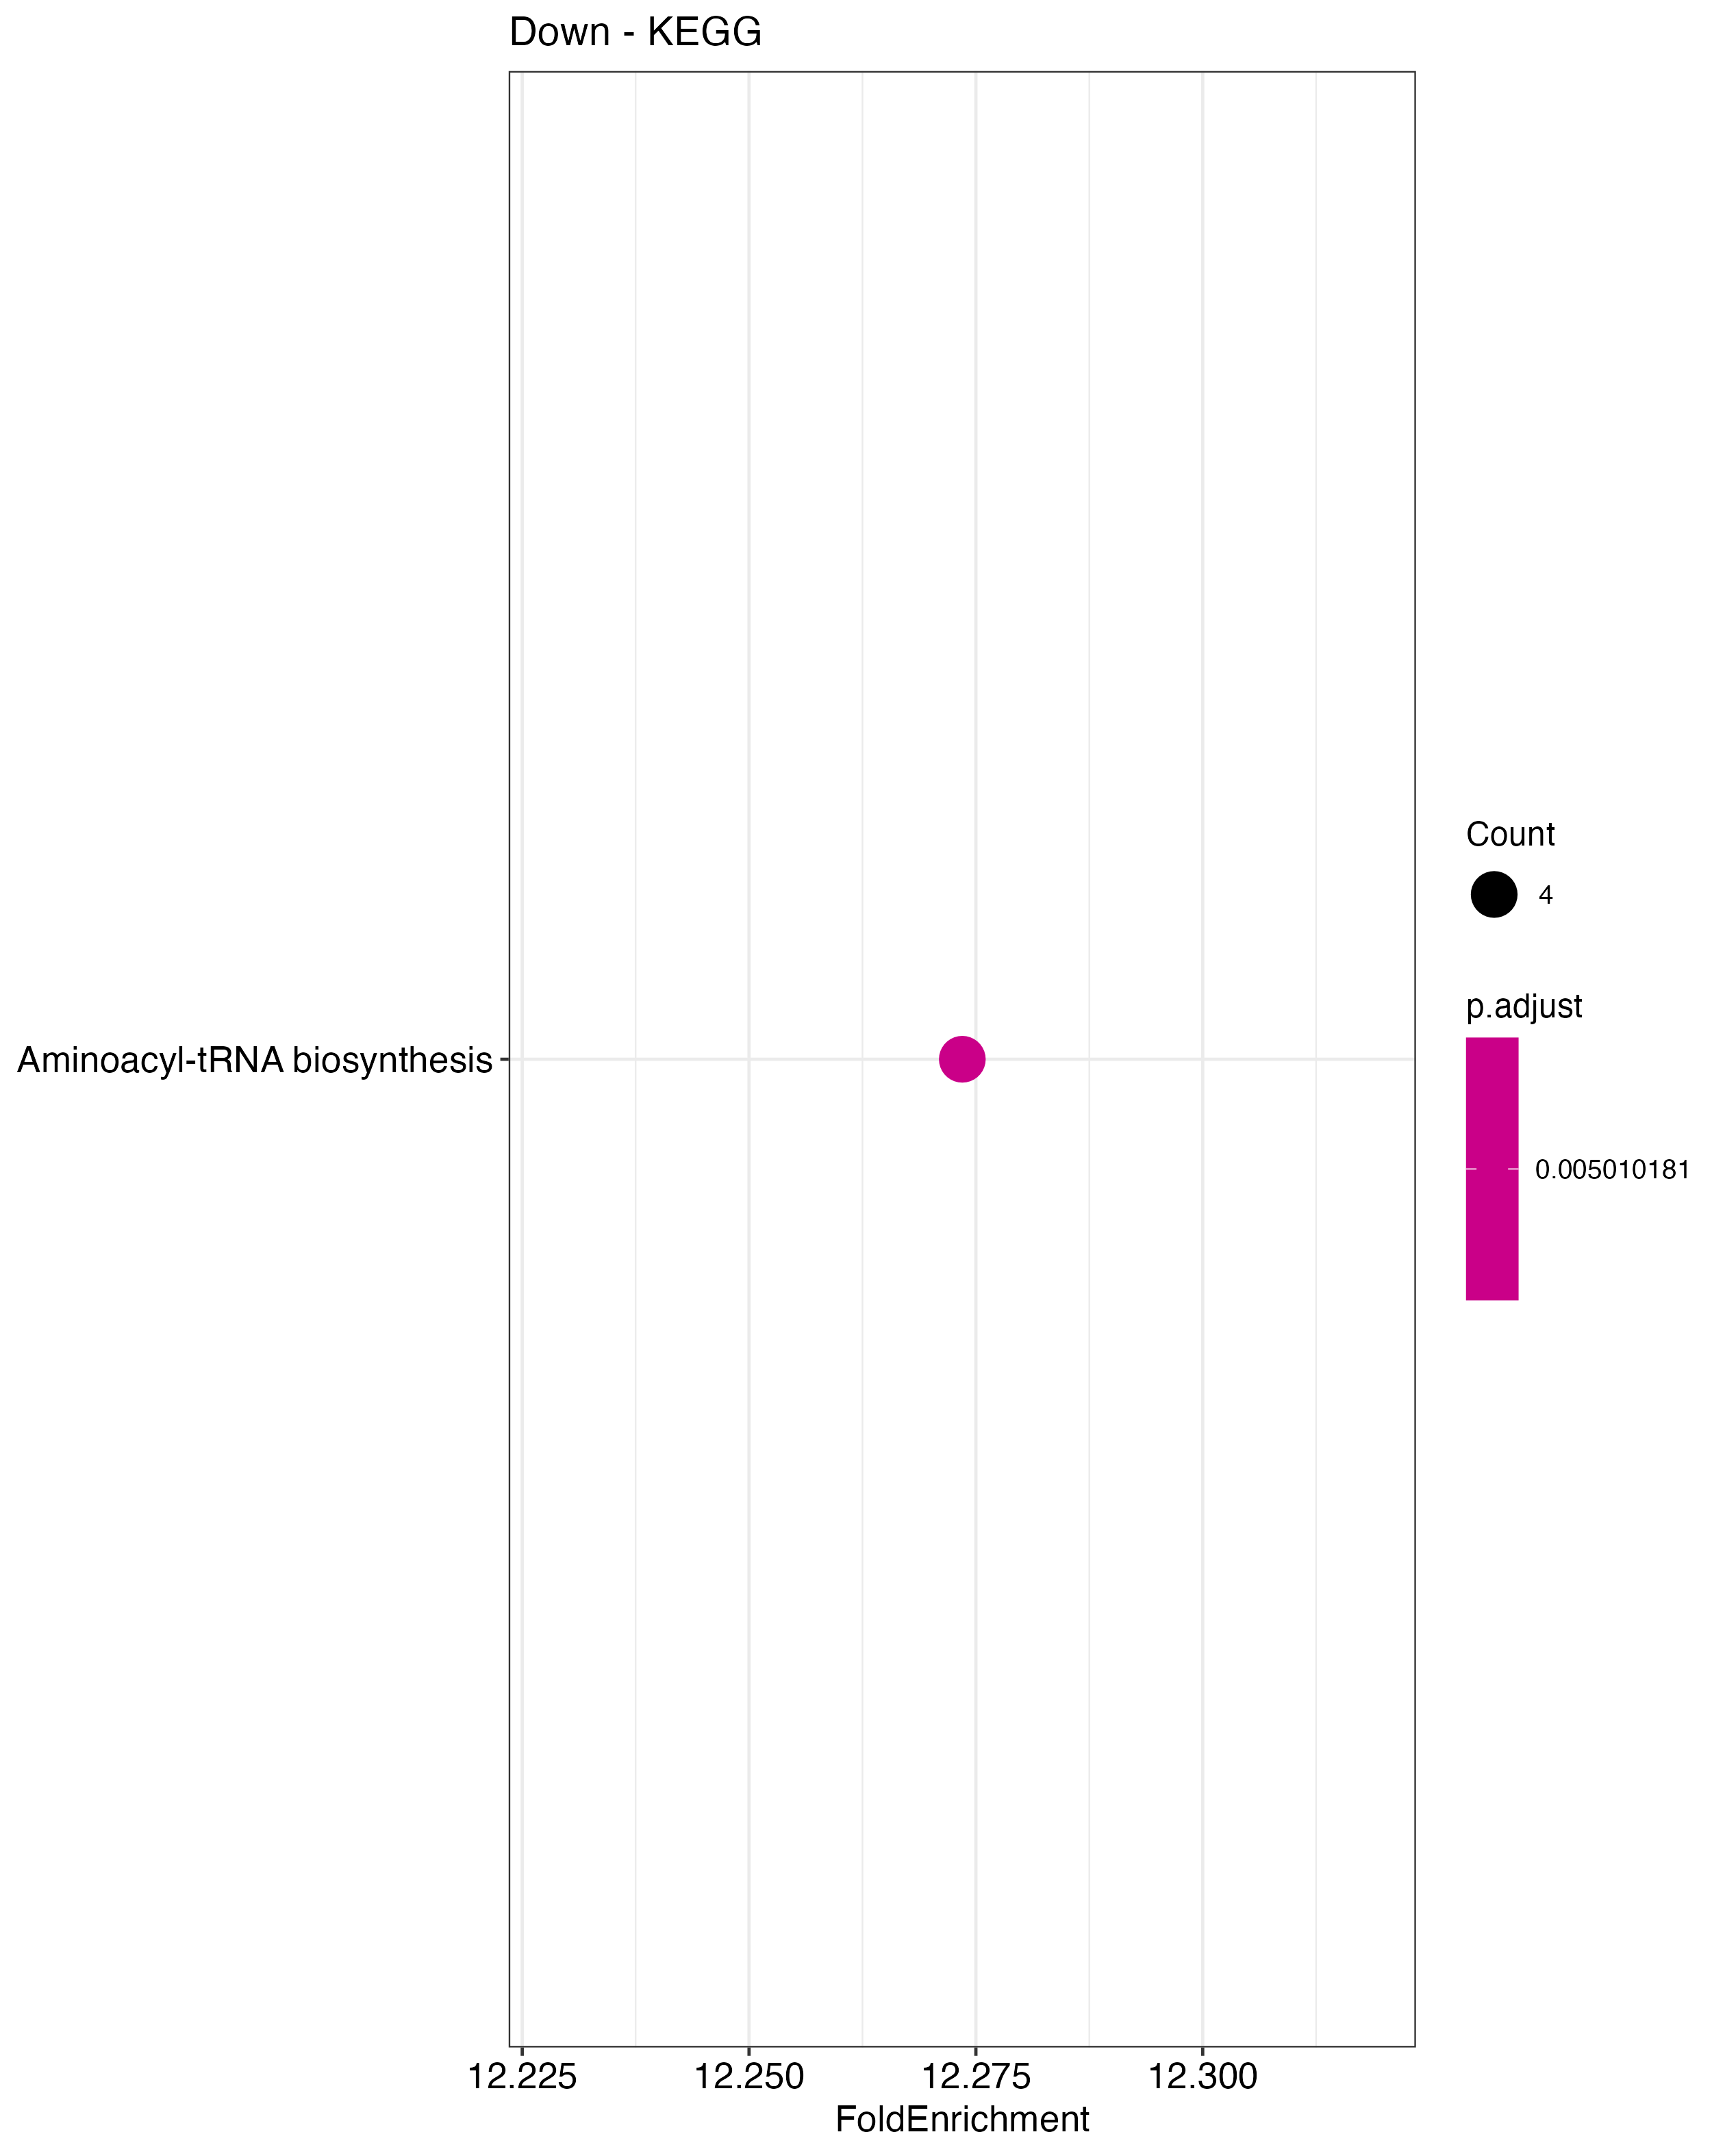 Down - KEGG
Aminoacyl-tRNA biosynthesis
Count
4
p.adjust
0.005010181
12.225 12.250 12.275 12.300
FoldEnrichment